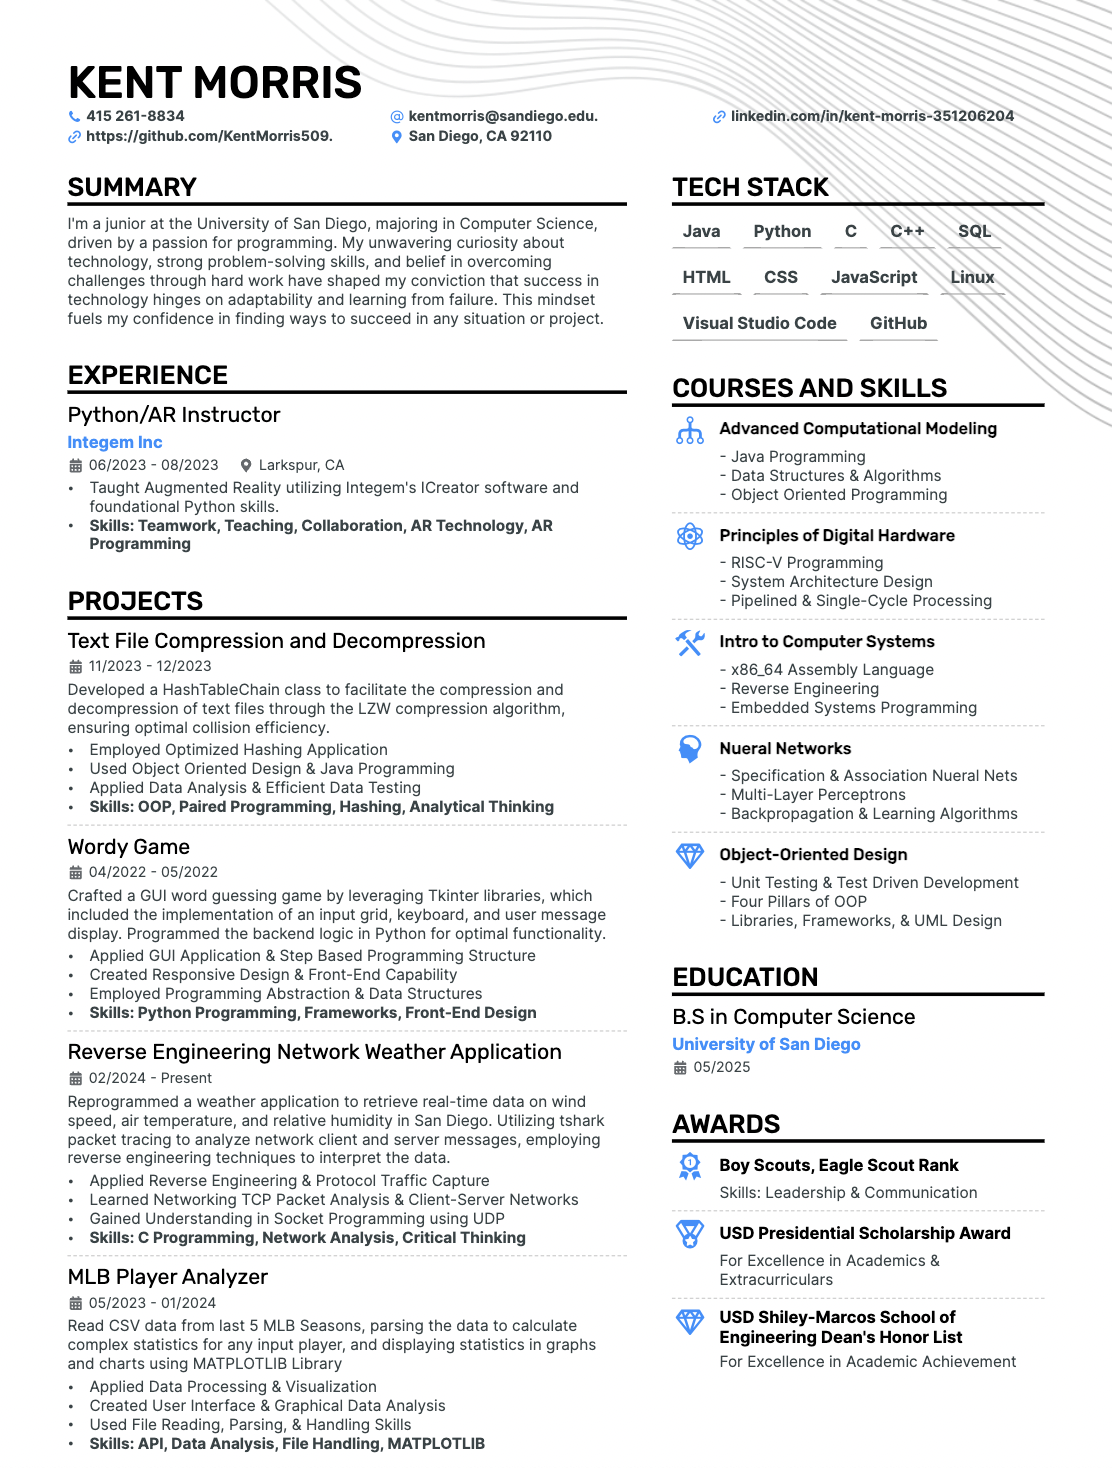 KENT MORRIS
415 261-8834
kentmorris@sandiego.edu.
linkedin.com/in/kent-morris-351206204
https://github.com/KentMorris509.
San Diego, CA 92110
SUMMARY
I'm a junior at the University of San Diego, majoring in Computer Science,
driven by a passion for programming. My unwavering curiosity about
technology, strong problem-solving skills, and belief in overcoming
challenges through hard work have shaped my conviction that success in
technology hinges on adaptability and learning from failure. This mindset
fuels my confidence in finding ways to succeed in any situation or project.
EXPERIENCE
Python/AR Instructor
Integem Inc
06/2023 - 08/2023 Larkspur, CA
• Taught Augmented Reality utilizing Integem's ICreator software and
foundational Python skills.
• Skills: Teamwork, Teaching, Collaboration, AR Technology, AR
Programming
PROJECTS
Text File Compression and Decompression
11/2023 - 12/2023
Developed a HashTableChain class to facilitate the compression and
decompression of text files through the LZW compression algorithm,
ensuring optimal collision efficiency.
• Employed Optimized Hashing Application
• Used Object Oriented Design & Java Programming
• Applied Data Analysis & Efficient Data Testing
• Skills: OOP, Paired Programming, Hashing, Analytical Thinking
Wordy Game
04/2022 - 05/2022
Crafted a GUI word guessing game by leveraging Tkinter libraries, which
included the implementation of an input grid, keyboard, and user message
display. Programmed the backend logic in Python for optimal functionality.
• Applied GUI Application & Step Based Programming Structure
• Created Responsive Design & Front-End Capability
• Employed Programming Abstraction & Data Structures
• Skills: Python Programming, Frameworks, Front-End Design
Reverse Engineering Network Weather Application
02/2024 - Present
Reprogrammed a weather application to retrieve real-time data on wind
speed, air temperature, and relative humidity in San Diego. Utilizing tshark
packet tracing to analyze network client and server messages, employing
reverse engineering techniques to interpret the data.
• Applied Reverse Engineering & Protocol Traffic Capture
• Learned Networking TCP Packet Analysis & Client-Server Networks
• Gained Understanding in Socket Programming using UDP
• Skills: C Programming, Network Analysis, Critical Thinking
MLB Player Analyzer
05/2023 - 01/2024
Read CSV data from last 5 MLB Seasons, parsing the data to calculate
complex statistics for any input player, and displaying statistics in graphs
and charts using MATPLOTLIB Library
• Applied Data Processing & Visualization
• Created User Interface & Graphical Data Analysis
• Used File Reading, Parsing, & Handling Skills
• Skills: API, Data Analysis, File Handling, MATPLOTLIB
TECH STACK
Java Python C C++ SQL
HTML CSS JavaScript Linux
Visual Studio Code GitHub
COURSES AND SKILLS
Advanced Computational Modeling
- Java Programming
- Data Structures & Algorithms
- Object Oriented Programming
Principles of Digital Hardware
- RISC-V Programming
- System Architecture Design
- Pipelined & Single-Cycle Processing
Intro to Computer Systems
- x86_64 Assembly Language
- Reverse Engineering
- Embedded Systems Programming
Nueral Networks
- Specification & Association Nueral Nets
- Multi-Layer Perceptrons
- Backpropagation & Learning Algorithms
Object-Oriented Design
- Unit Testing & Test Driven Development
- Four Pillars of OOP
- Libraries, Frameworks, & UML Design
EDUCATION
B.S in Computer Science
University of San Diego
05/2025
AWARDS
1
Boy Scouts, Eagle Scout Rank
Skills: Leadership & Communication
USD Presidential Scholarship Award
For Excellence in Academics &
Extracurriculars
USD Shiley-Marcos School of
Engineering Dean's Honor List
For Excellence in Academic Achievement